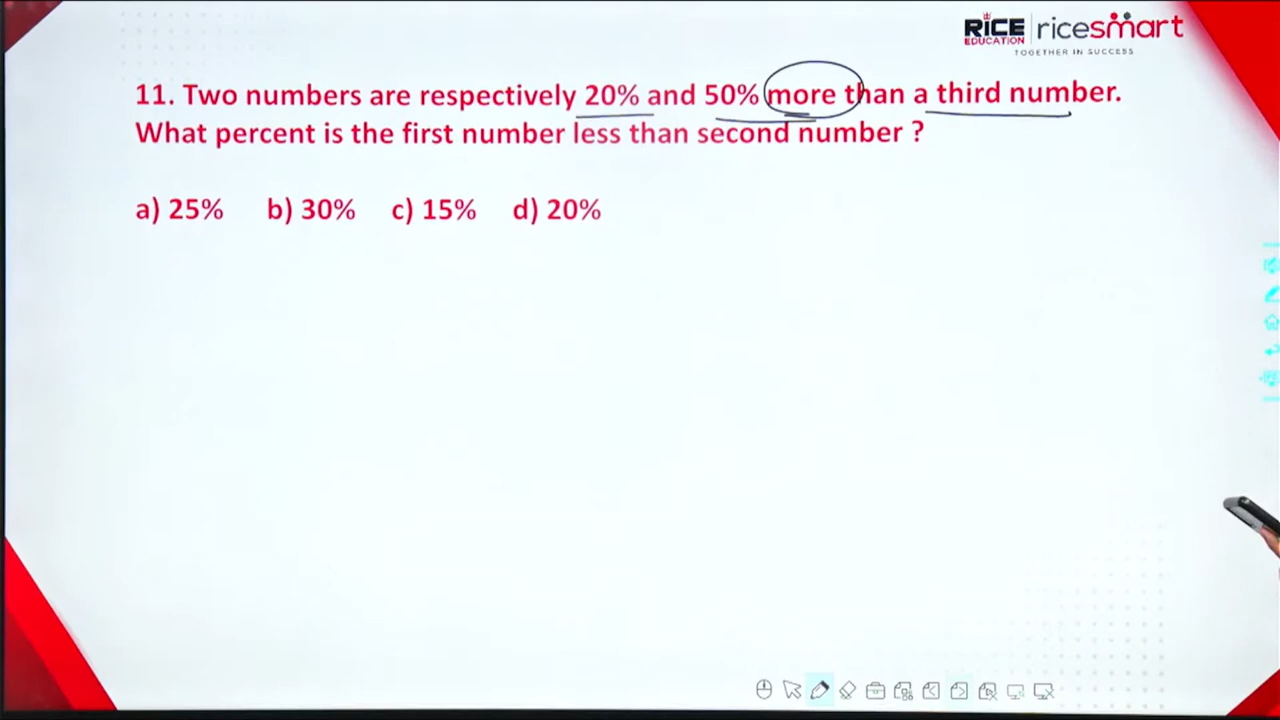 RICE EDUCATION ricesmart
TOGETHER IN SUCCESS
11. Two numbers are respectively 20% and 50% more than a third number.
What percent is the first number less than second number ?
a) 25% b) 30% c) 15% d) 20%